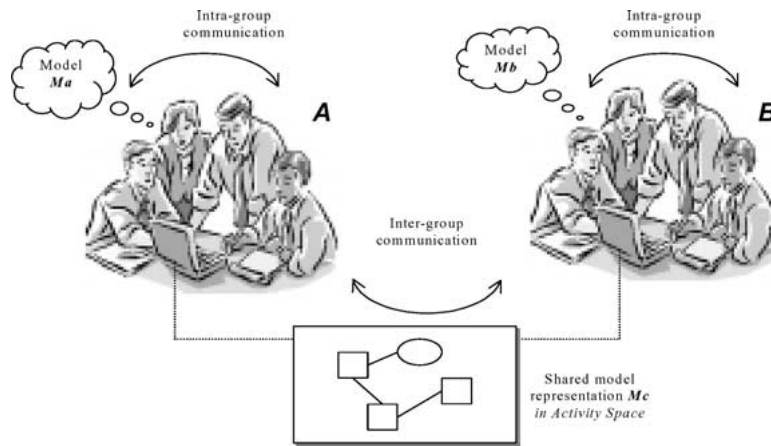 Intra-group
communication
Model
Ma
A
Intra-group
communication
Model
Mb
B
Inter-group
communication
Shared model
representation Mc
in Activity Space